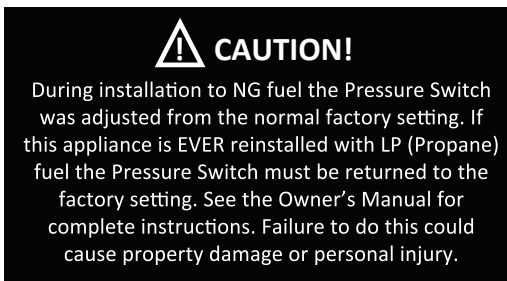 CAUTION!
During installation to NG fuel the Pressure Switch
was adjusted from the normal factory setting. If
this appliance is EVER reinstalled with LP (Propane)
fuel the Pressure Switch must be returned to the
factory setting. See the Owner’s Manual for
complete instructions. Failure to do this could
cause property damage or personal injury.